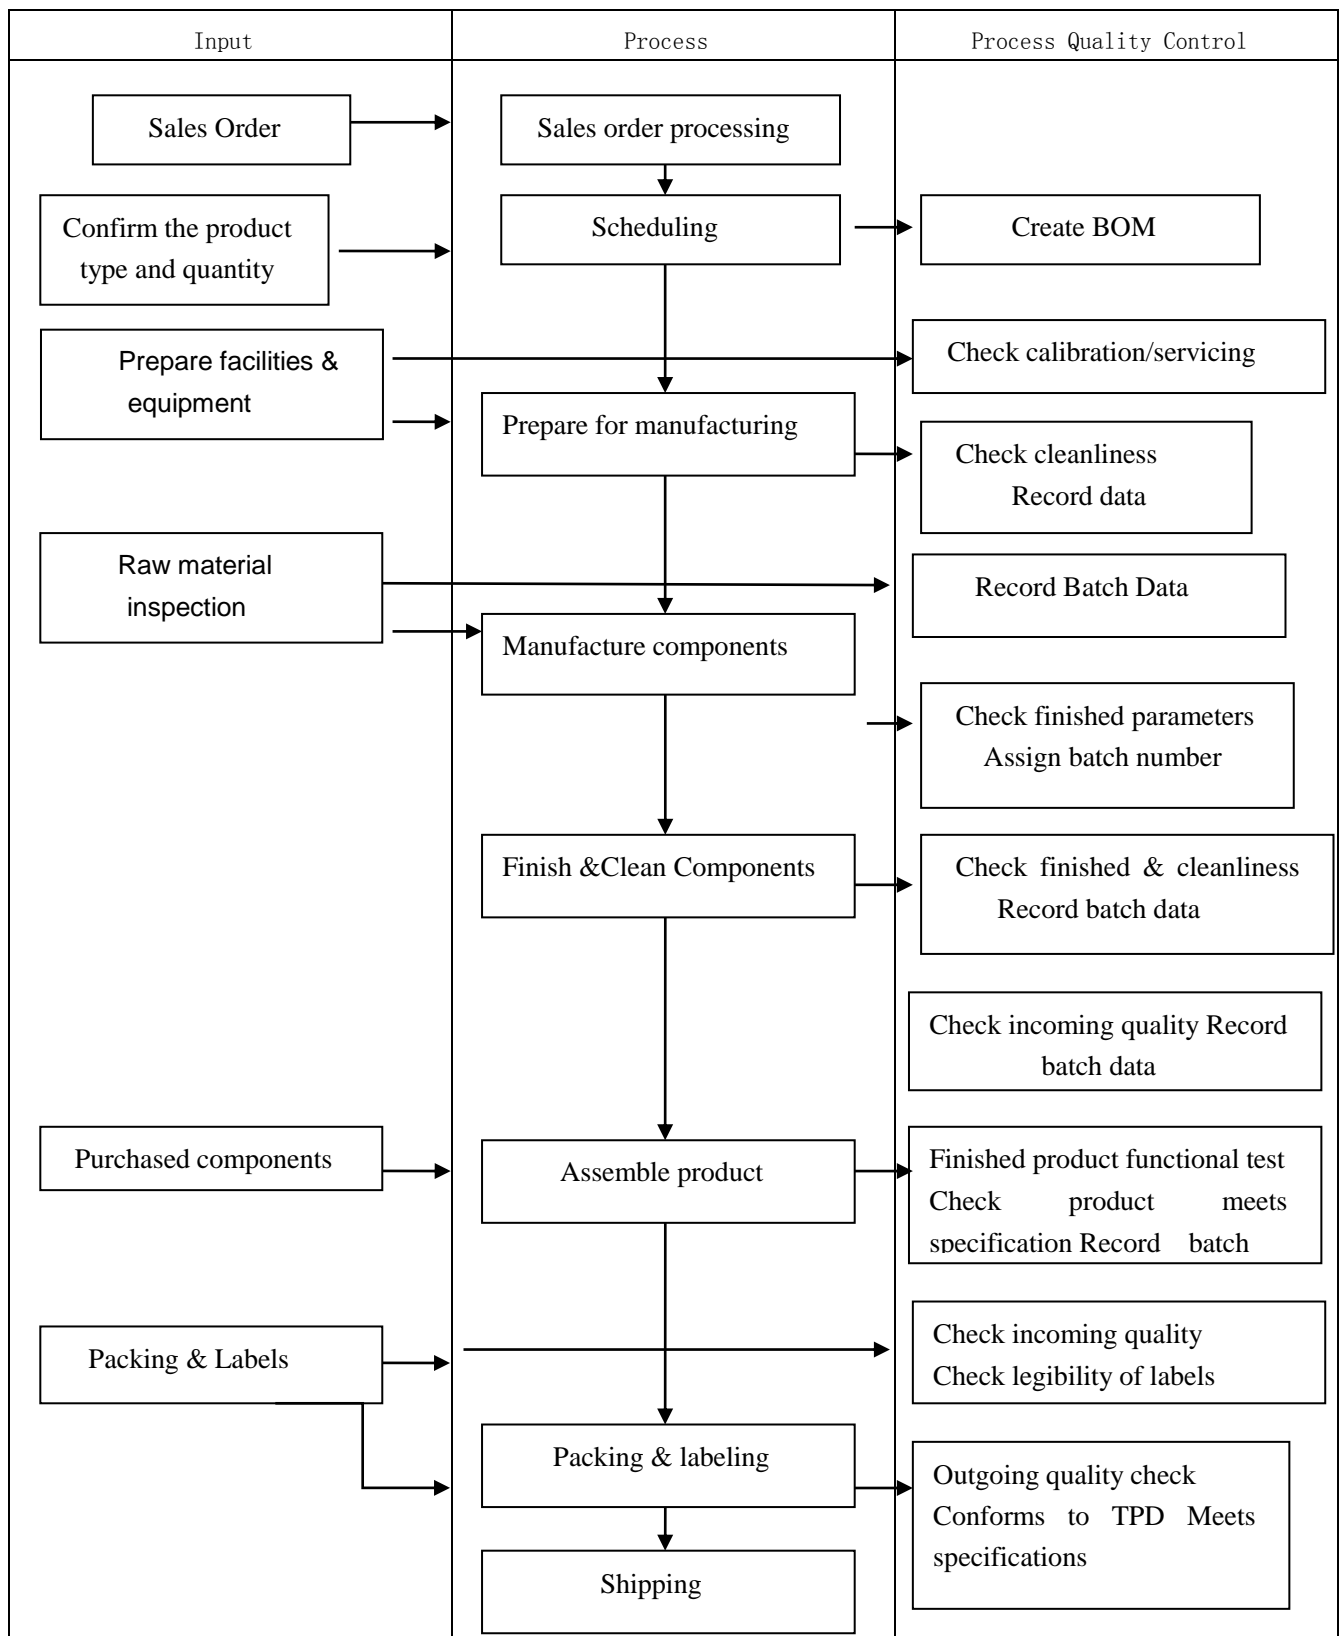 Input
Process
Process Quality Control
Sales Order
Sales order processing
Confirm the product
type and quantity
Scheduling
Create BOM
Prepare facilities &
equipment
Check calibration/servicing
Prepare for manufacturing
Check cleanliness
Record data
Raw material
inspection
Record Batch Data
Manufacture components
Check finished parameters
Assign batch number
Finish &Clean Components
Check finished & cleanliness
Record batch data
Check incoming quality Record
batch data
Purchased components
Assemble product
Finished product functional test
Check product meets
specification Record batch
Packing & Labels
Check incoming quality
Check legibility of labels
Packing & labeling
Outgoing quality check
Conforms to TPD Meets
specifications
Shipping